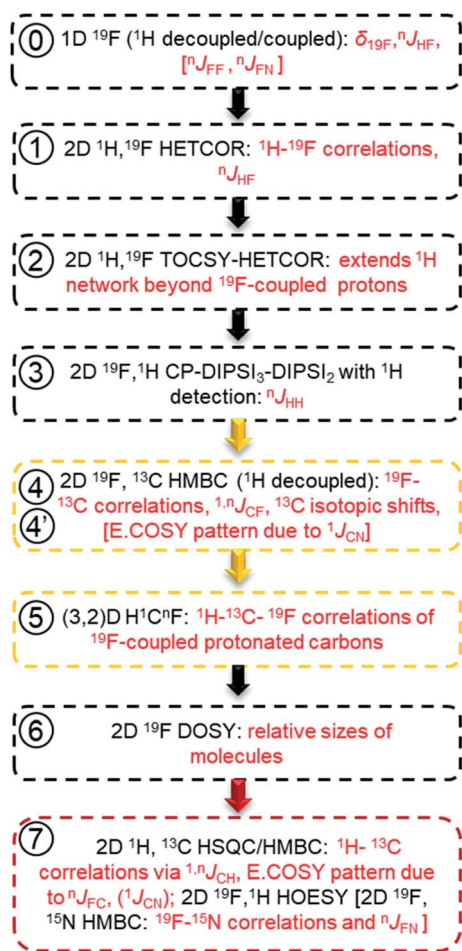 0 1D ¹⁹F (¹H decoupled/coupled): δ₁₉F, ⁿJHF,
[ⁿJFF, ⁿJFN]
1 2D ¹H,¹⁹F HETCOR: ¹H-¹⁹F correlations,
ⁿJHF
2 2D ¹H,¹⁹F TOCSY-HETCOR: extends ¹H
network beyond ¹⁹F-coupled protons
3 2D ¹⁹F,¹H CP-DIPSI₃-DIPSI₂ with ¹H
detection: ⁿJHH
4 2D ¹⁹F, ¹³C HMBC (¹H decoupled): ¹⁹F-
4' ¹³C correlations, ¹,ⁿJCF, ¹³C isotopic shifts,
[E.COSY pattern due to ¹JCN]
5 (3,2)D H¹CⁿF: ¹H-¹³C- ¹⁹F correlations of
¹⁹F-coupled protonated carbons
6 2D ¹⁹F DOSY: relative sizes of
molecules
7 2D ¹H, ¹³C HSQC/HMBC: ¹H- ¹³C
correlations via ¹,ⁿJCH, E.COSY pattern due
to ⁿJFC, (¹JCN); 2D ¹⁹F,¹H HOESY [2D ¹⁹F,
¹⁵N HMBC: ¹⁹F-¹⁵N correlations and ⁿJFN]